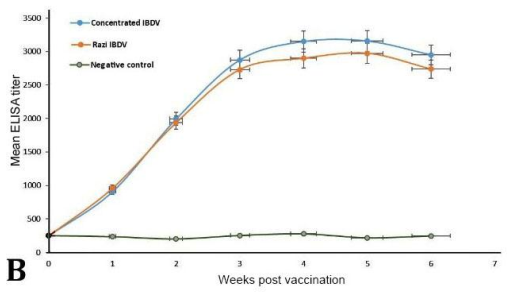 3500
3000
2500
2000
1500
1000
500
0
Mean ELISA titer
Concentrated IBDV
Razi IBDV
Negative control
0 1 2 3 4 5 6 7
Weeks post vaccination
B